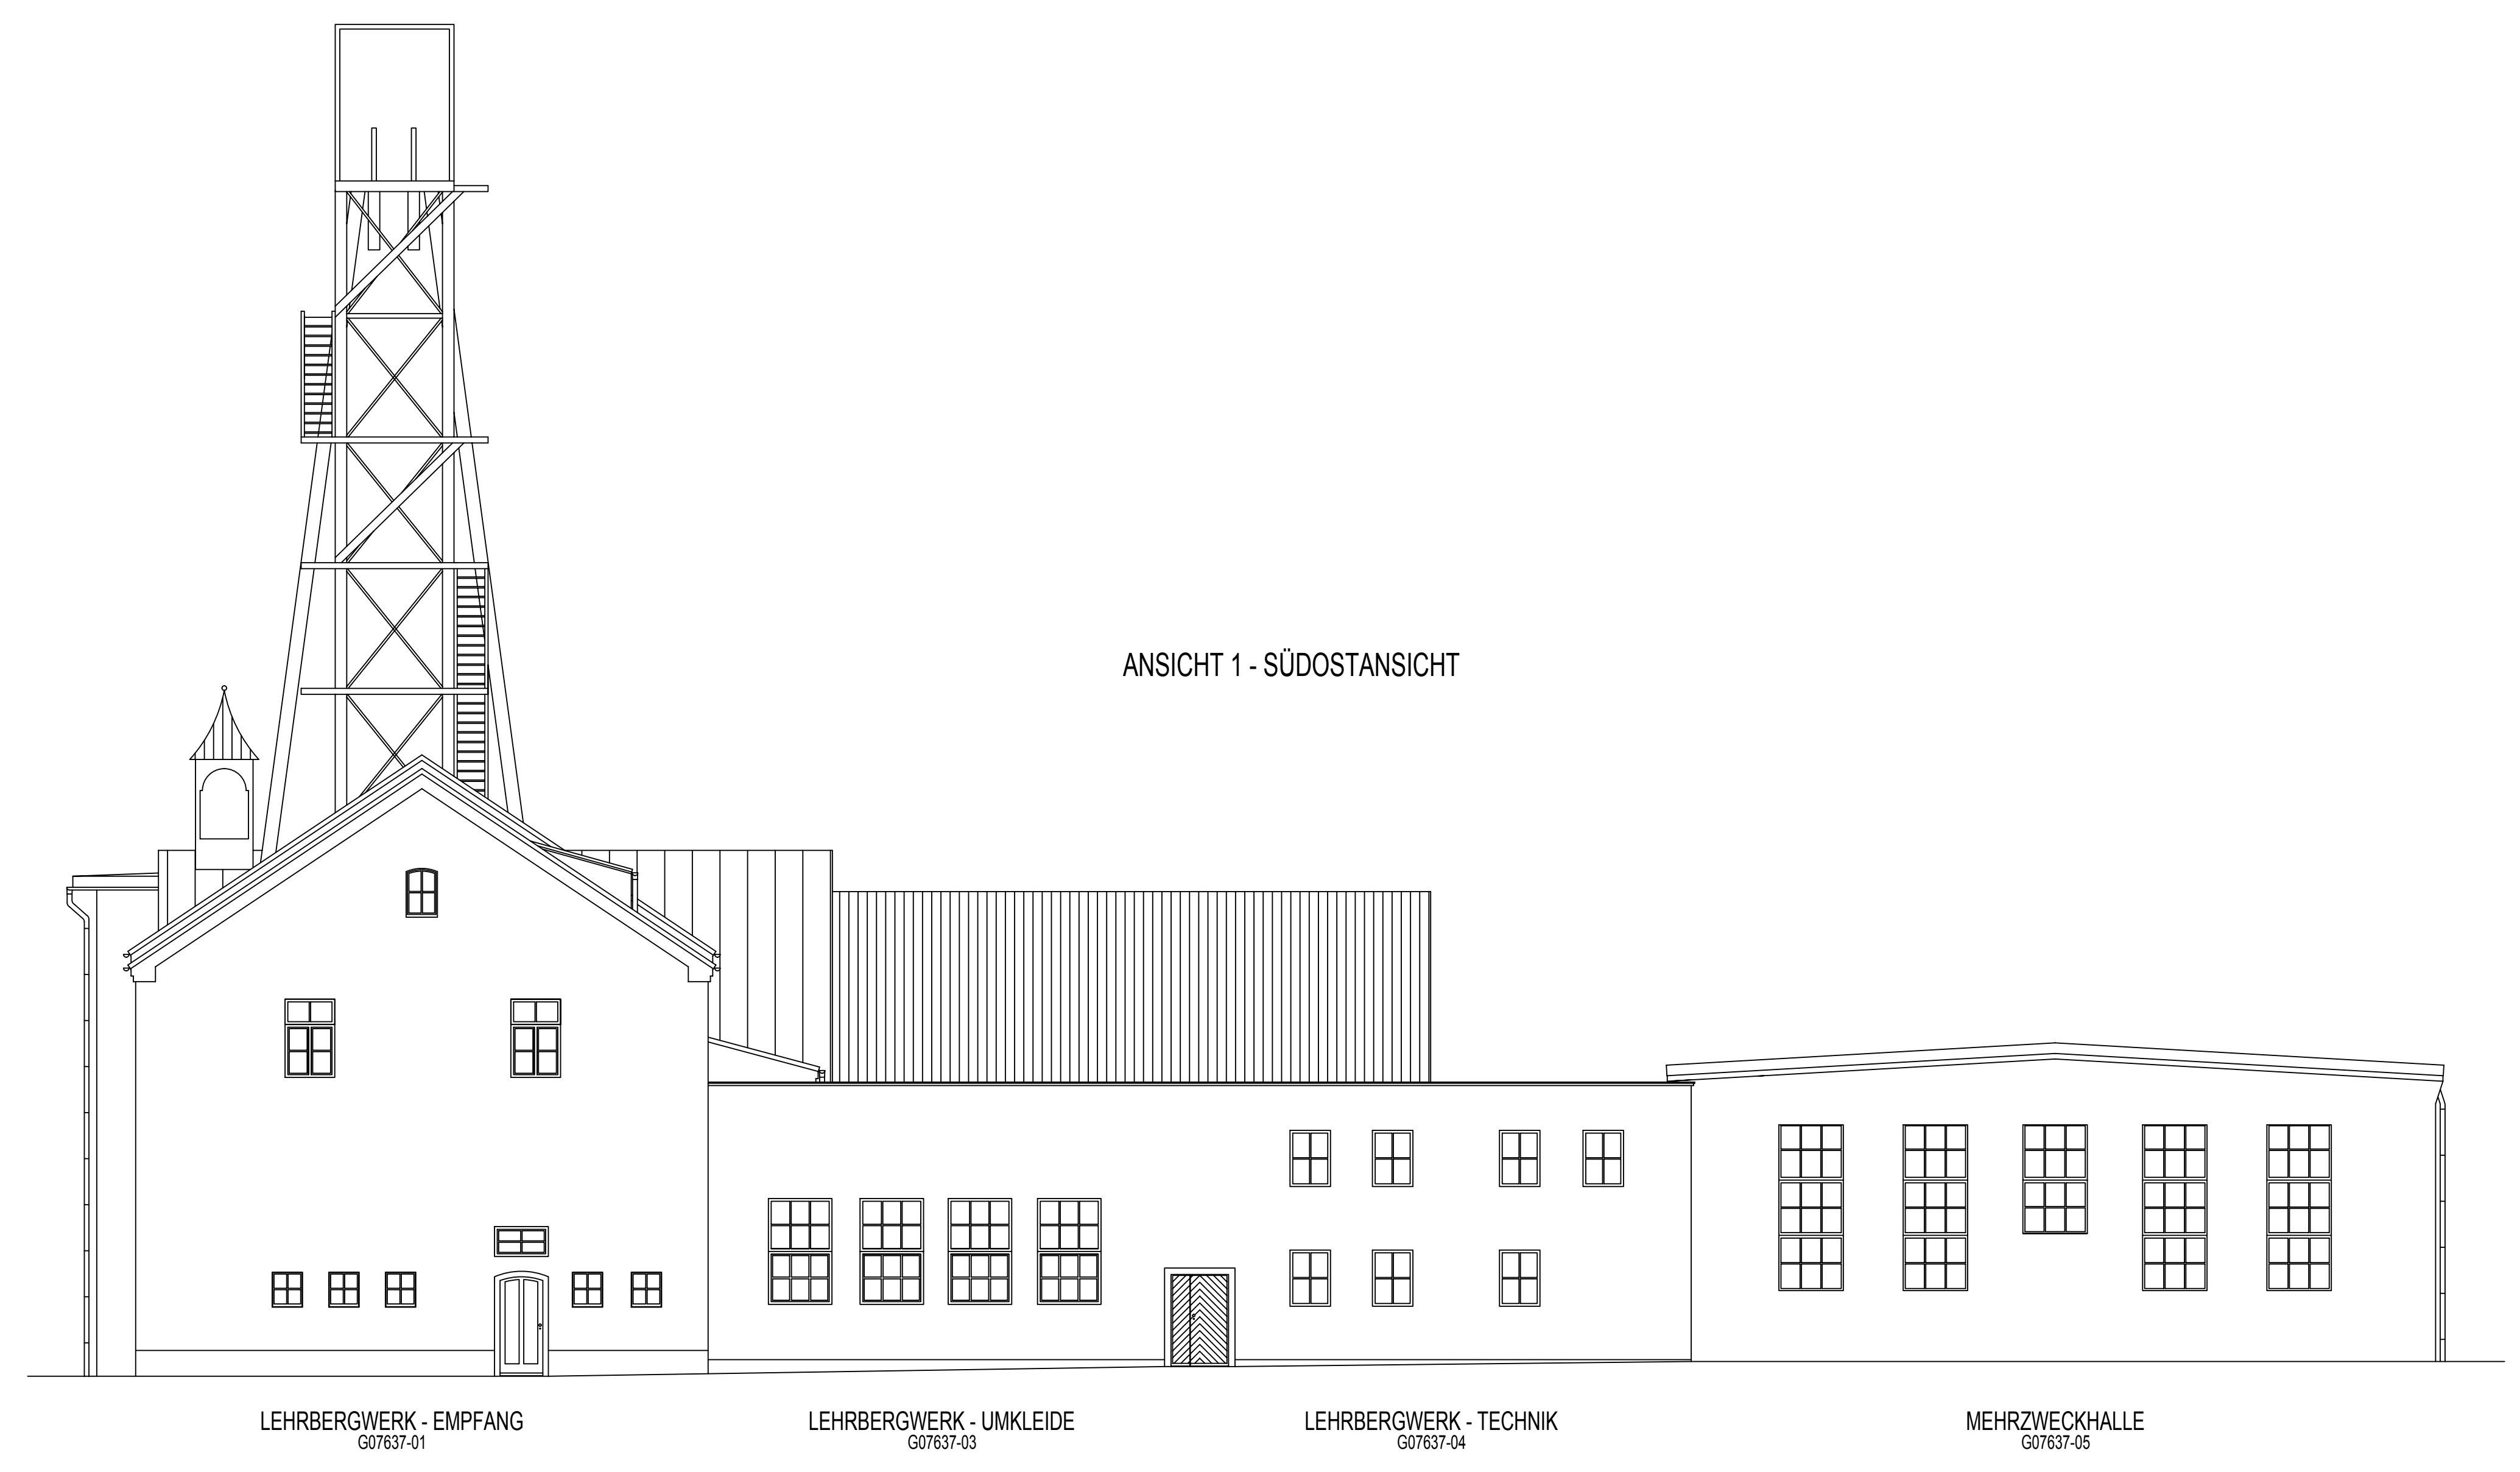 ANSICHT 1 - SÜDOSTANSICHT
LEHRBERGWERK - EMPFANG
G07637-01
LEHRBERGWERK - UMKLEIDE
G07637-03
LEHRBERGWERK - TECHNIK
G07637-04
MEHRZWECKHALLE
G07637-05